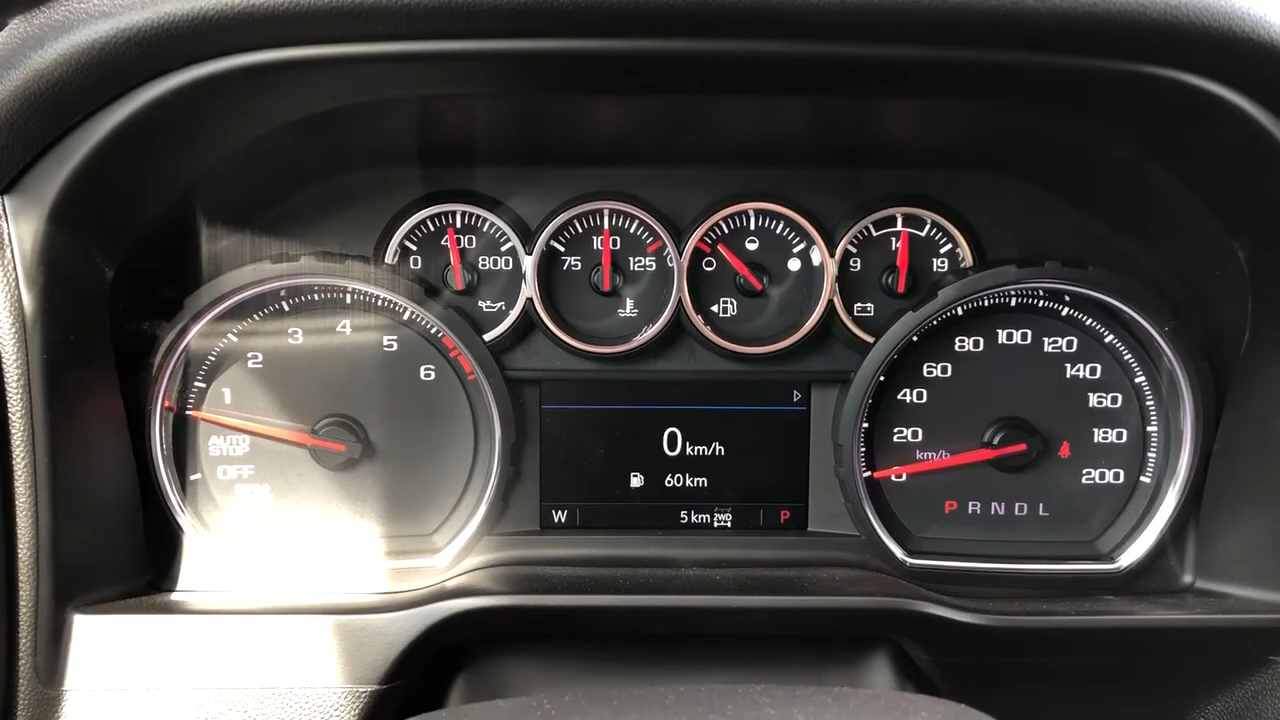 0 400 800
75 100 125
9 14 19
1 2 3 4 5 6
AUTO
STOP
OFF
0 km/h
60 km
W 5 km 2WD P
0 20 40 60 80 100 120 140 160 180 200
km/h
P R N D L